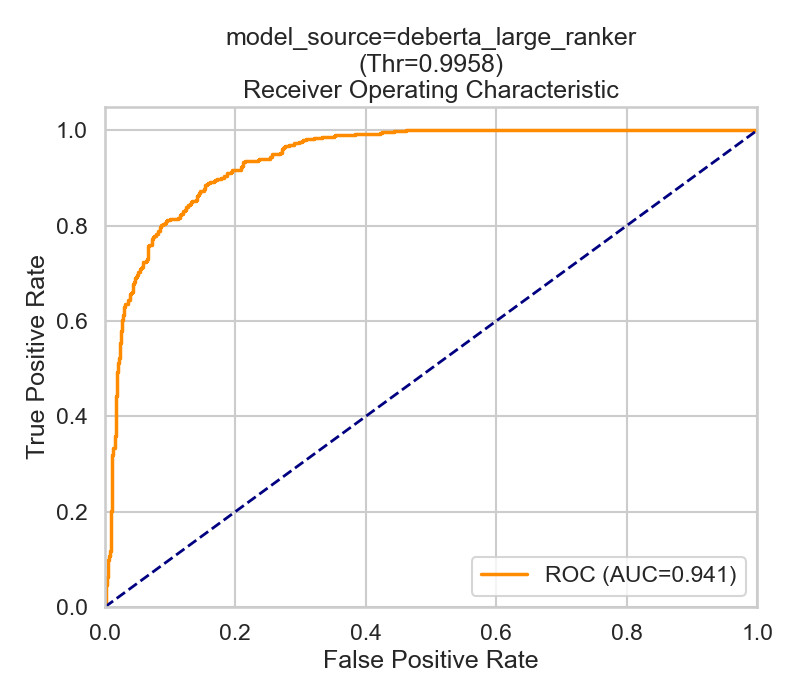 model_source=deberta_large_ranker
(Thr=0.9958)
Receiver Operating Characteristic
1.0
0.8
0.6
0.4
0.2
0.0
True Positive Rate
ROC (AUC=0.941)
0.0 0.2 0.4 0.6 0.8 1.0
False Positive Rate